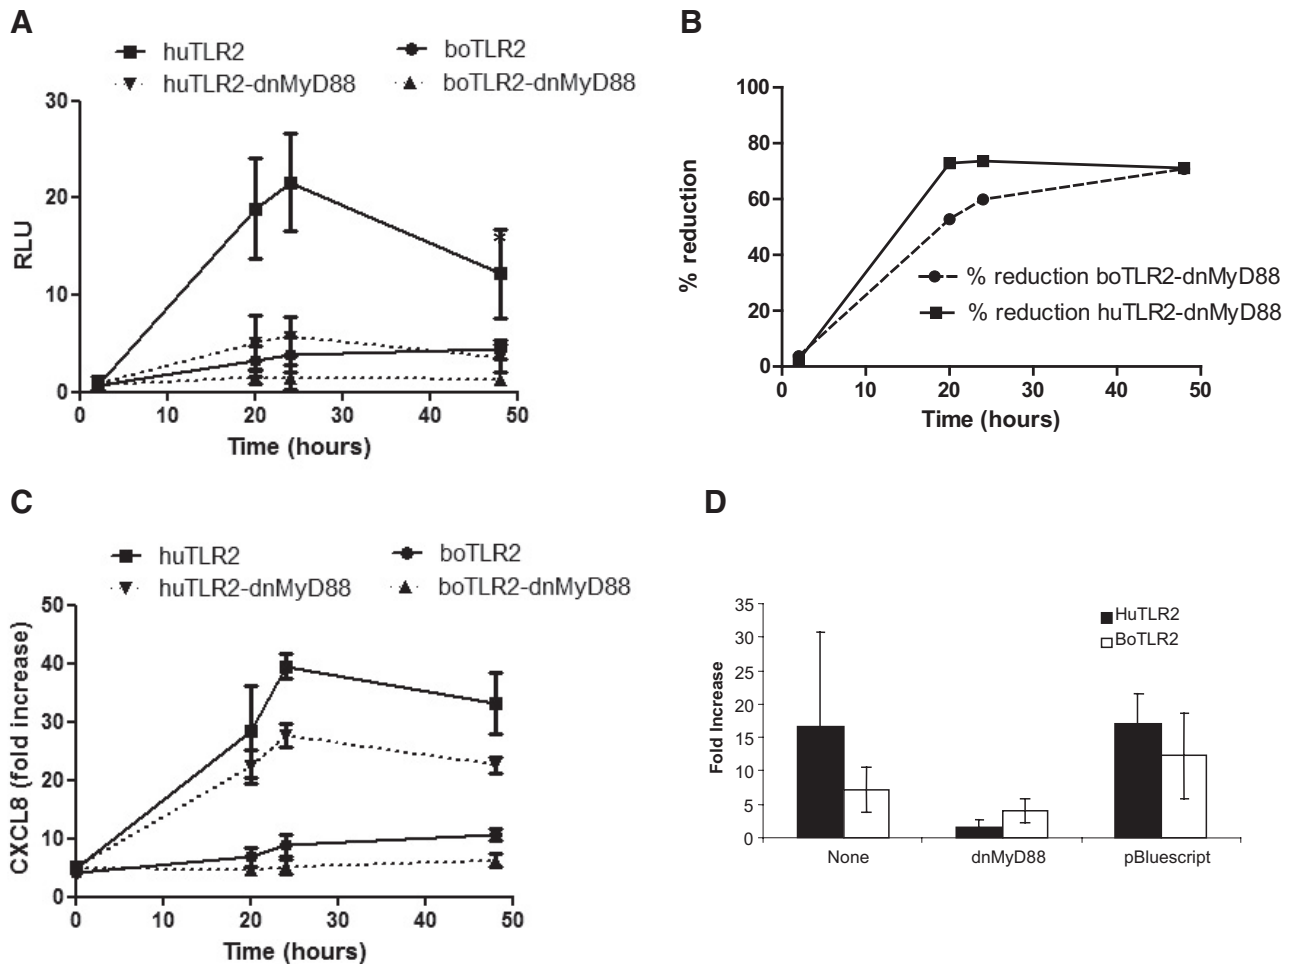 A
huTLR2
boTLR2
huTLR2-dnMyD88
boTLR2-dnMyD88
30
20
10
0
RLU
0 10 20 30 40 50
Time (hours)
*
B
100
80
60
40
20
0
% reduction
% reduction boTLR2-dnMyD88
% reduction huTLR2-dnMyD88
0 10 20 30 40 50
Time (hours)
C
huTLR2
boTLR2
huTLR2-dnMyD88
boTLR2-dnMyD88
50
40
30
20
10
0
CXCL8 (fold increase)
0 10 20 30 40 50
Time (hours)
D
35
30
25
20
15
10
5
0
Fold Increase
HuTLR2
BoTLR2
None dnMyD88 pBluescript